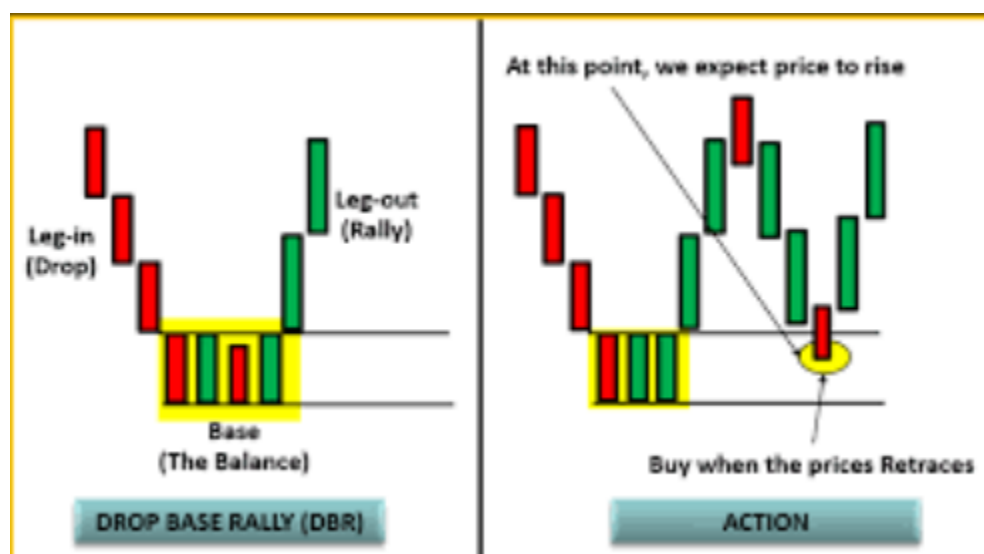 At this point, we expect price to rise
Leg-in
(Drop)
Leg-out
(Rally)
Base
(The Balance)
Buy when the prices Retraces
DROP BASE RALLY (DBR)
ACTION